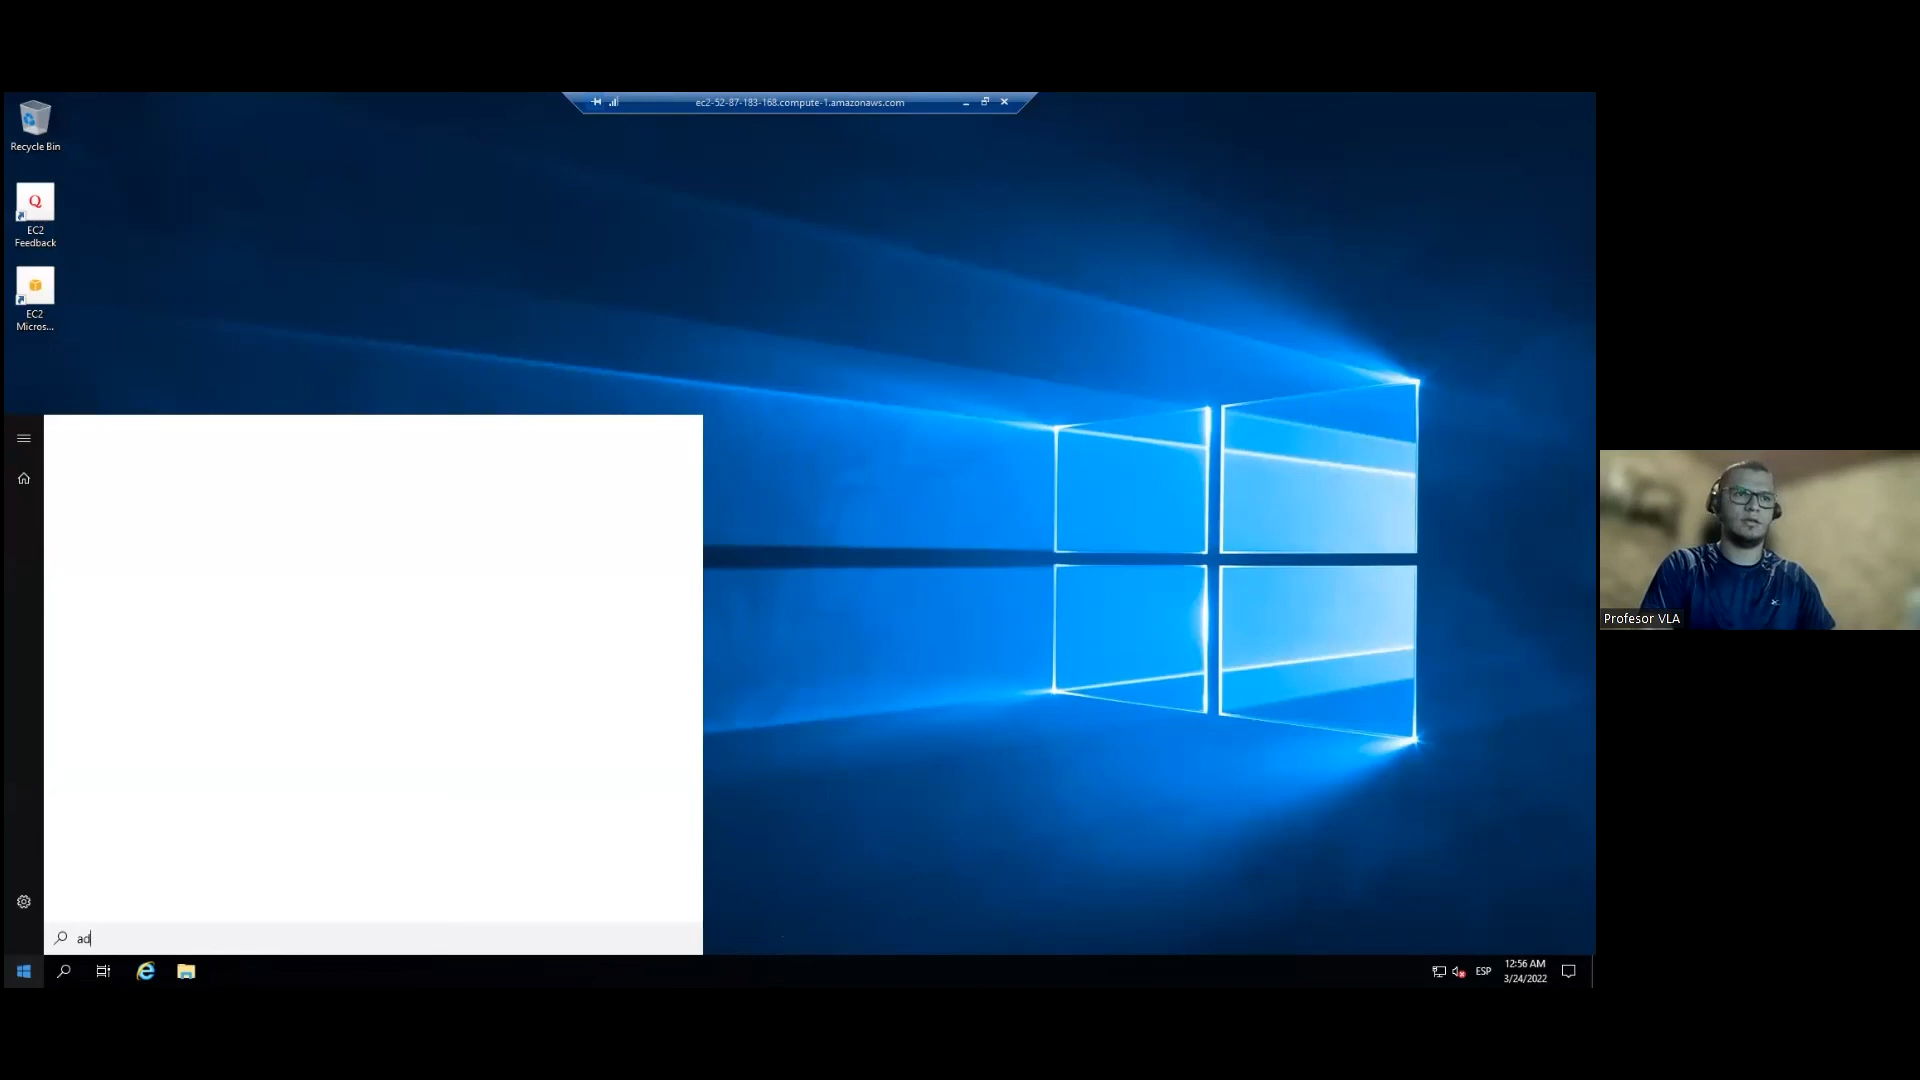 ec2-52-87-183-168.compute-1.amazonaws.com
Recycle Bin
EC2
Feedback
EC2
Micros...
Profesor VLA
ad
ESP
12:56 AM
3/24/2022